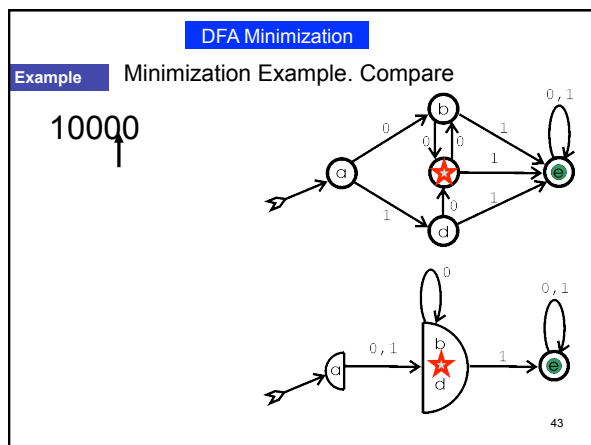 DFA Minimization
Example
Minimization Example. Compare
10000
b
0,1
0
1
0
0
a
1
e
1
d
0
1
0
0,1
b
a
0,1
d
1
e
43